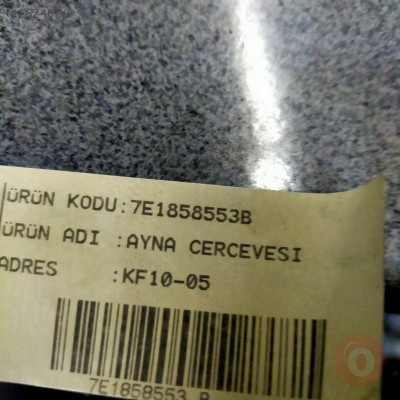 ÜRÜN KODU:7E1858553B
ÜRÜN ADI :AYNA CERCEVESI
ADRES :KF10-05
7E1858553 B